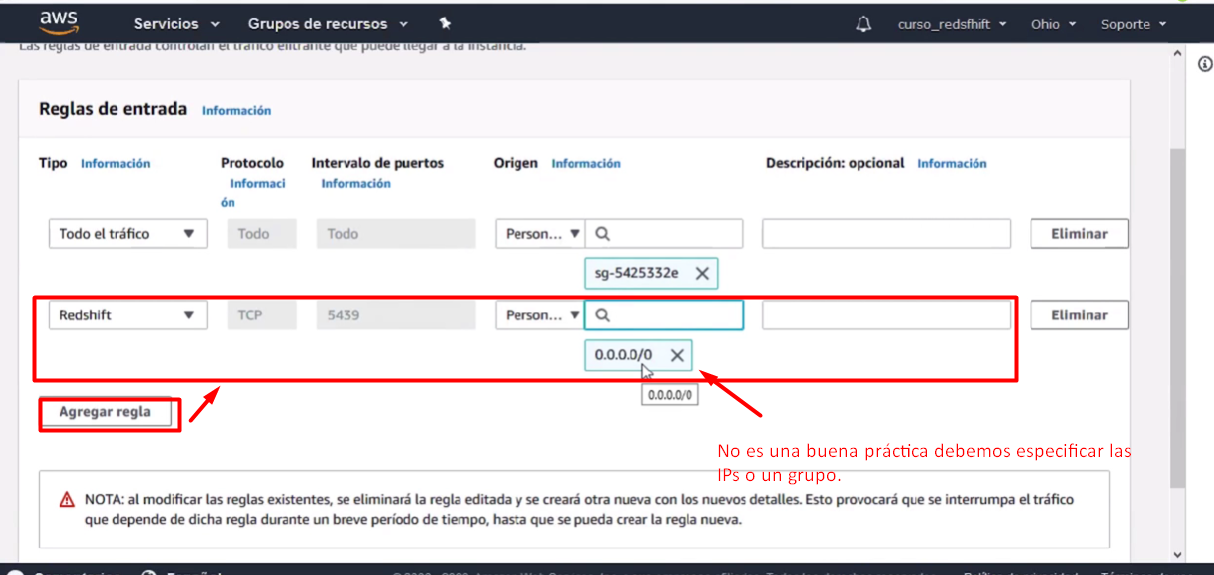 aws Servicios Grupos de recursos curso_redsfhift Ohio Soporte
Las reglas de entrada controlan el tráfico entrante que puede llegar a la instancia.
Reglas de entrada Información
Tipo Información Protocolo Información Intervalo de puertos Información Origen Información Descripción: opcional Información
Todo el tráfico Todo Todo Person... Eliminar
sg-5425332e
Redshift TCP 5439 Person... Eliminar
0.0.0.0/0
0.0.0.0/0
Agregar regla
No es una buena práctica debemos especificar las
IPs o un grupo.
NOTA: al modificar las reglas existentes, se eliminará la regla editada y se creará otra nueva con los nuevos detalles. Esto provocará que se interrumpa el tráfico
que depende de dicha regla durante un breve período de tiempo, hasta que se pueda crear la regla nueva.